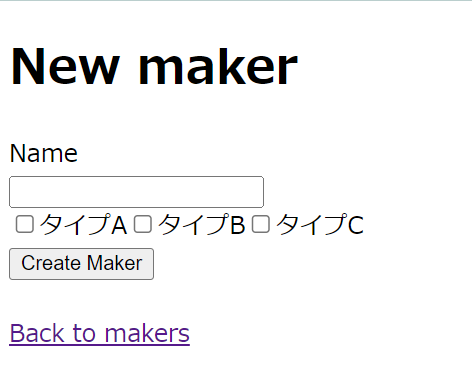 New maker
Name
タイプA タイプB タイプC
Create Maker
Back to makers